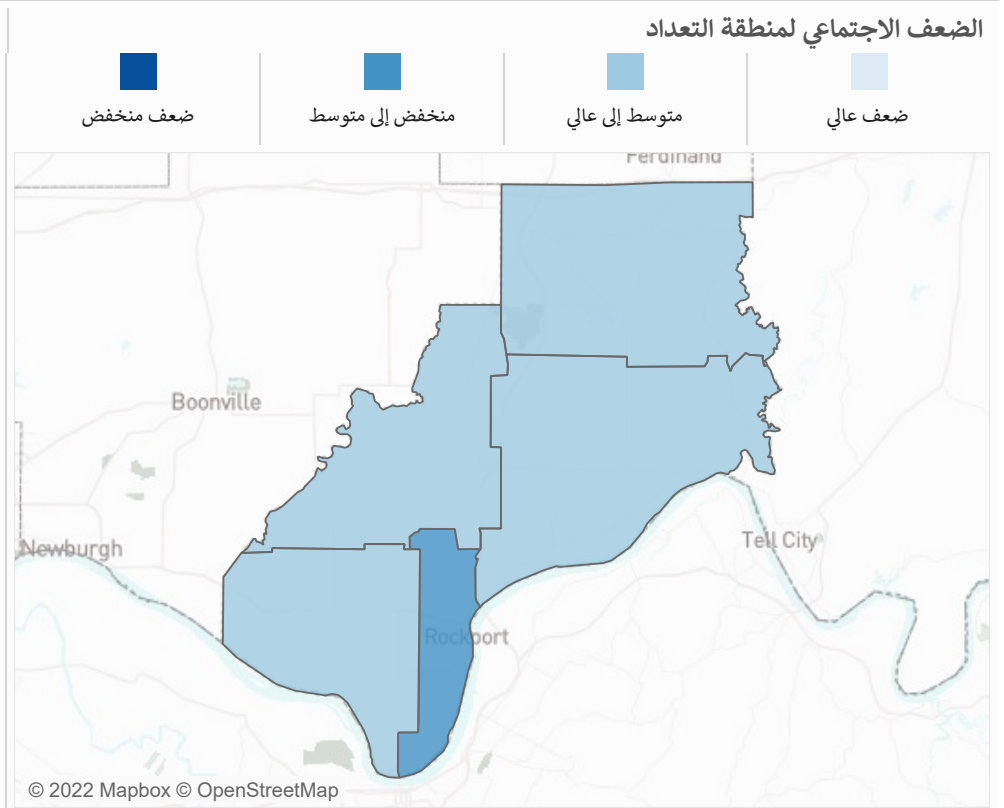 الضعف الاجتماعي لمنطقة التعداد
ضعف عالي
متوسط إلى عالي
منخفض إلى متوسط
ضعف منخفض
Ferdinand
Boonville
Newburgh
Tell City
Rockport
© 2022 Mapbox © OpenStreetMap